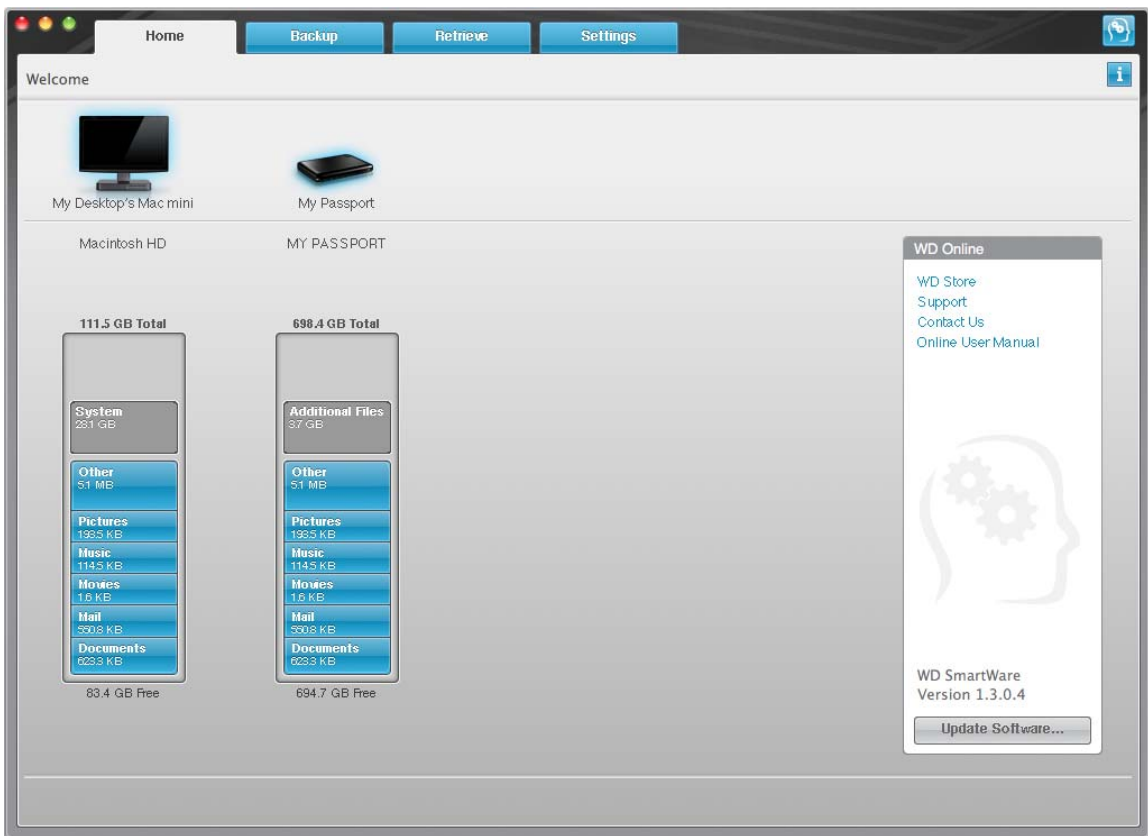 Home Backup Retrieve Settings
Welcome
i
My Desktop's Mac mini
My Passport
Macintosh HD
MY PASSPORT
111.5 GB Total
System
28.1 GB
Other
5.1 MB
Pictures
193.5 KB
Music
114.5 KB
Movies
1.6 KB
Mail
550.8 KB
Documents
623.3 KB
83.4 GB Free
698.4 GB Total
Additional Files
3.7 GB
Other
5.1 MB
Pictures
193.5 KB
Music
114.5 KB
Movies
1.6 KB
Mail
550.8 KB
Documents
623.3 KB
694.7 GB Free
WD Online
WD Store
Support
Contact Us
Online User Manual
WD SmartWare
Version 1.3.0.4
Update Software...